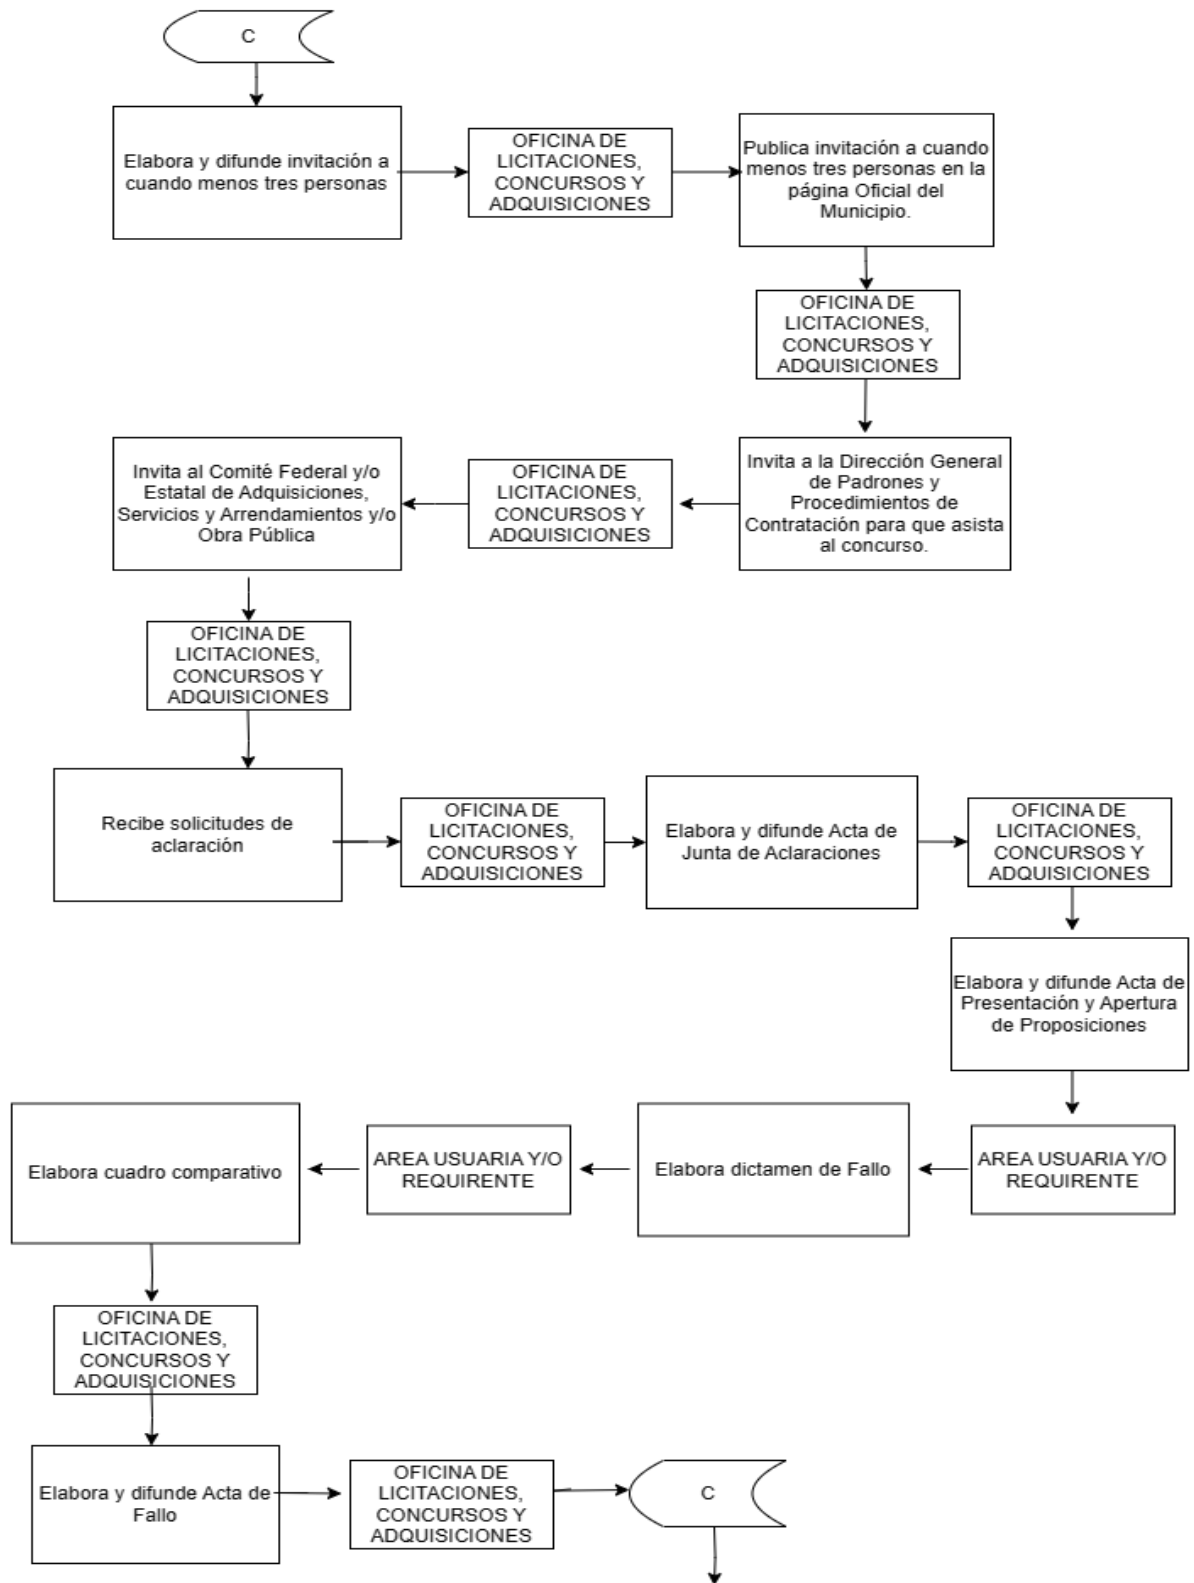 C
Elabora y difunde invitación a
cuando menos tres personas
OFICINA DE
LICITACIONES,
CONCURSOS Y
ADQUISICIONES
Publica invitación a cuando
menos tres personas en la
página Oficial del
Municipio.
OFICINA DE
LICITACIONES,
CONCURSOS Y
ADQUISICIONES
Invita a la Dirección General
de Padrones y
Procedimientos de
Contratación para que asista
al concurso.
OFICINA DE
LICITACIONES,
CONCURSOS Y
ADQUISICIONES
Invita al Comité Federal y/o
Estatal de Adquisiciones,
Servicios y Arrendamientos y/o
Obra Pública
OFICINA DE
LICITACIONES,
CONCURSOS Y
ADQUISICIONES
Recibe solicitudes de
aclaración
OFICINA DE
LICITACIONES,
CONCURSOS Y
ADQUISICIONES
Elabora y difunde Acta de
Junta de Aclaraciones
OFICINA DE
LICITACIONES,
CONCURSOS Y
ADQUISICIONES
Elabora y difunde Acta de
Presentación y Apertura
de Proposiciones
AREA USUARIA Y/O
REQUIRENTE
Elabora dictamen de Fallo
AREA USUARIA Y/O
REQUIRENTE
Elabora cuadro comparativo
OFICINA DE
LICITACIONES,
CONCURSOS Y
ADQUISICIONES
Elabora y difunde Acta de
Fallo
OFICINA DE
LICITACIONES,
CONCURSOS Y
ADQUISICIONES
C